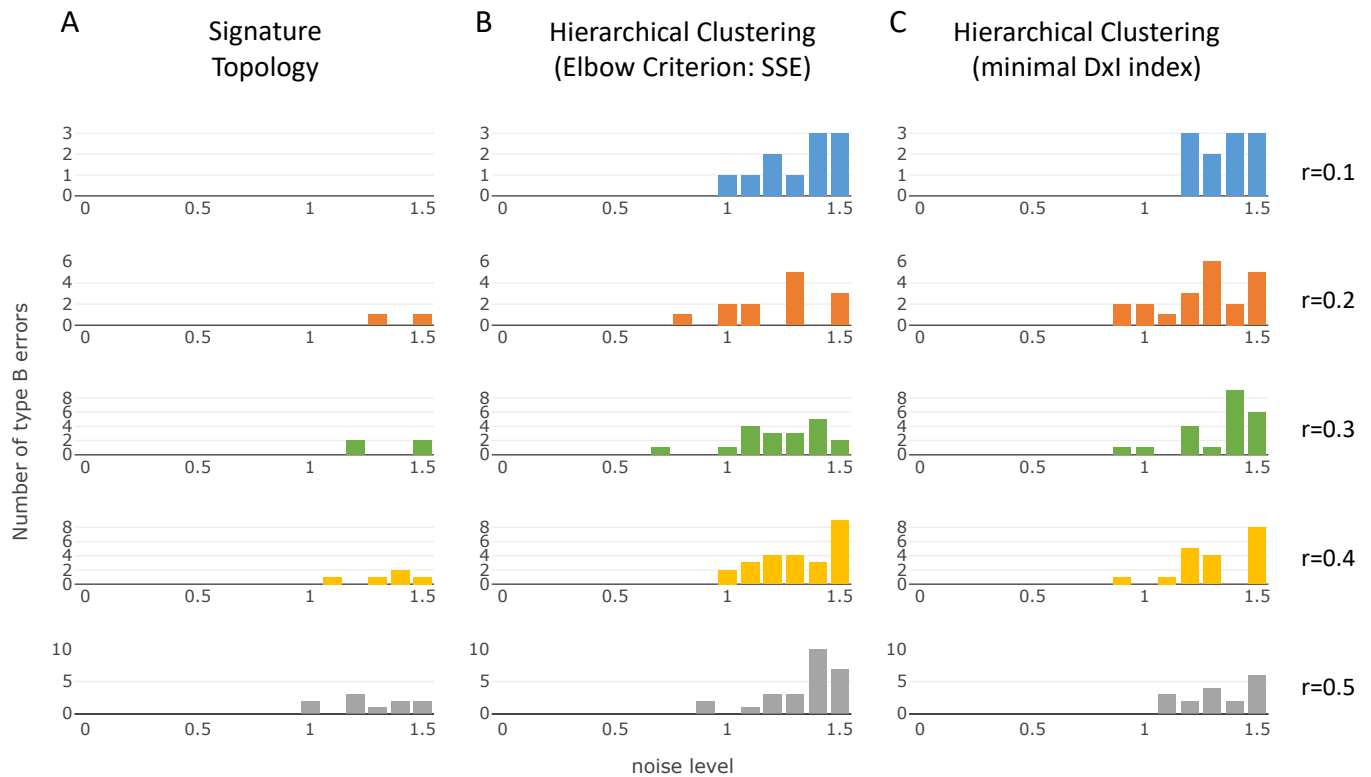 A
Signature
Topology
B
Hierarchical Clustering
(Elbow Criterion: SSE)
C
Hierarchical Clustering
(minimal DxI index)
Number of type B errors
3
2
1
0
0 0.5 1 1.5
3
2
1
0
0 0.5 1 1.5
3
2
1
0
0 0.5 1 1.5
r=0.1
6
4
2
0
0 0.5 1 1.5
6
4
2
0
0 0.5 1 1.5
6
4
2
0
0 0.5 1 1.5
r=0.2
8
6
4
2
0
0 0.5 1 1.5
8
6
4
2
0
0 0.5 1 1.5
8
6
4
2
0
0 0.5 1 1.5
r=0.3
8
6
4
2
0
0 0.5 1 1.5
8
6
4
2
0
0 0.5 1 1.5
8
6
4
2
0
0 0.5 1 1.5
r=0.4
10
5
0
0 0.5 1 1.5
10
5
0
0 0.5 1 1.5
10
5
0
0 0.5 1 1.5
r=0.5
noise level